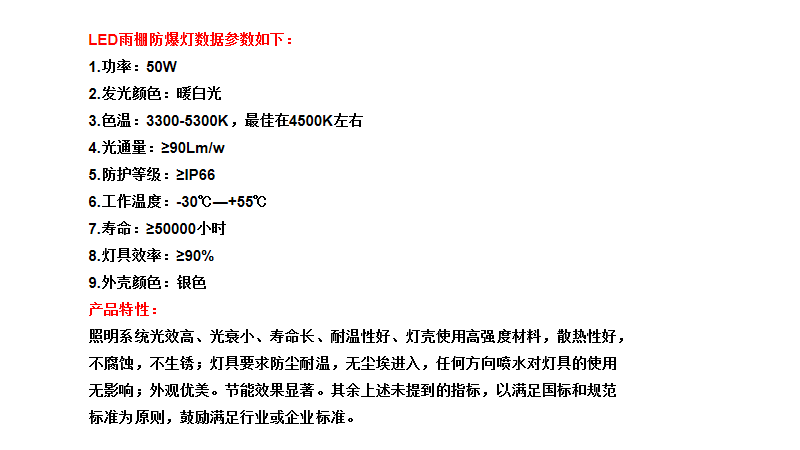 LED雨棚防爆灯数据参数如下：
1.功率：50W
2.发光颜色：暖白光
3.色温：3300-5300K，最佳在4500K左右
4.光通量：≥90Lm/w
5.防护等级：≥IP66
6.工作温度：-30℃—+55℃
7.寿命：≥50000小时
8.灯具效率：≥90%
9.外壳颜色：银色
产品特性：
照明系统光效高、光衰小、寿命长、耐温性好、灯壳使用高强度材料，散热性好，
不腐蚀，不生锈；灯具要求防尘耐温，无尘埃进入，任何方向喷水对灯具的使用
无影响；外观优美。节能效果显著。其余上述未提到的指标，以满足国标和规范
标准为原则，鼓励满足行业或企业标准。